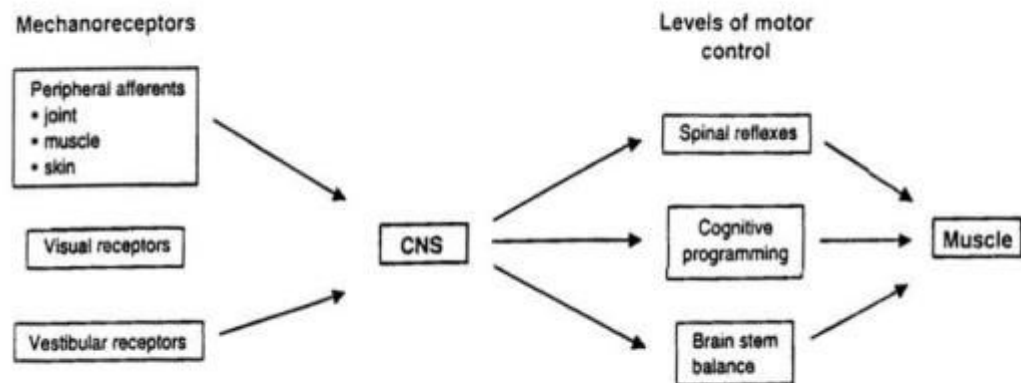 Mechanoreceptors
Peripheral afferents
• joint
• muscle
• skin
Visual receptors
Vestibular receptors
CNS
Levels of motor
control
Spinal reflexes
Cognitive
programming
Brain stem
balance
Muscle